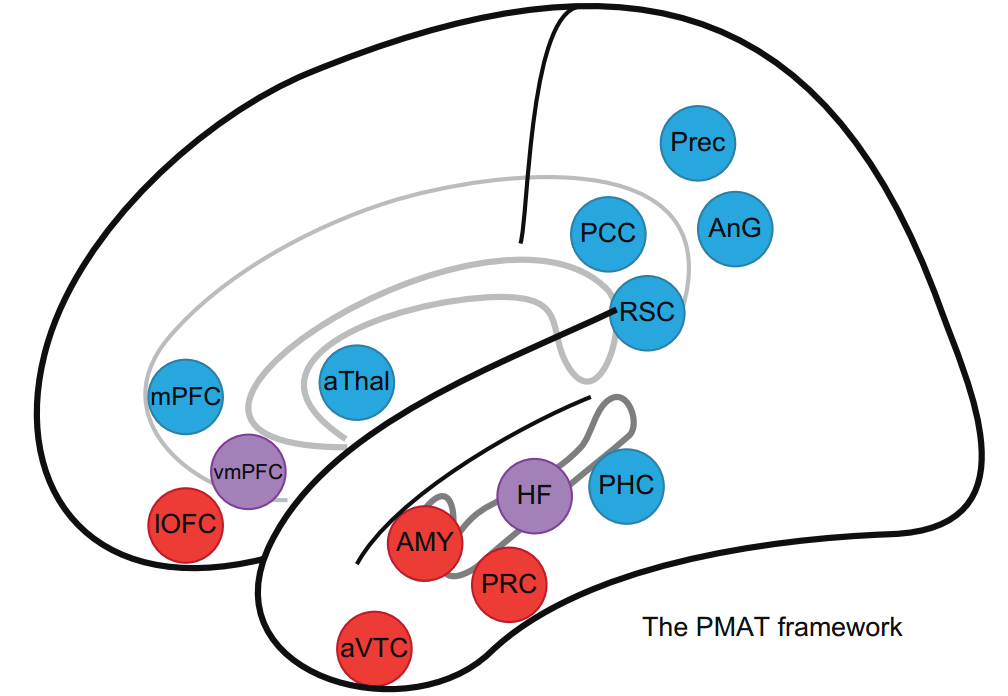 Prec
AnG
PCC
RSC
aThal
mPFC
vmPFC
lOFC
HF
PHC
AMY
PRC
aVTC
The PMAT framework